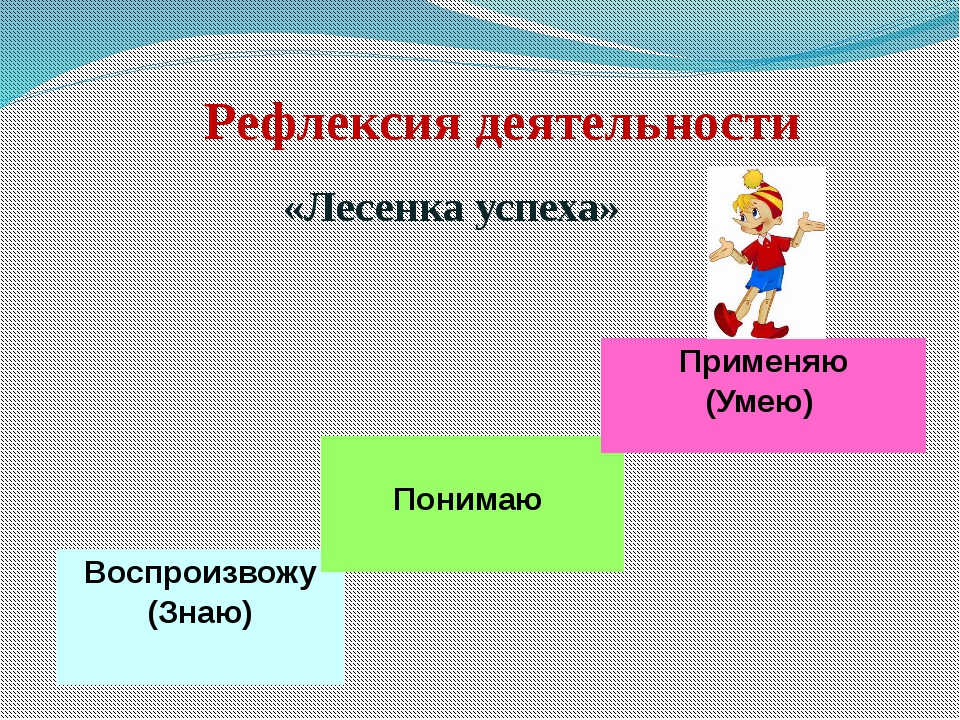 Рефлексия деятельности
«Лесенка успеха»
Применяю
(Умею)
Понимаю
Воспроизвожу
(Знаю)